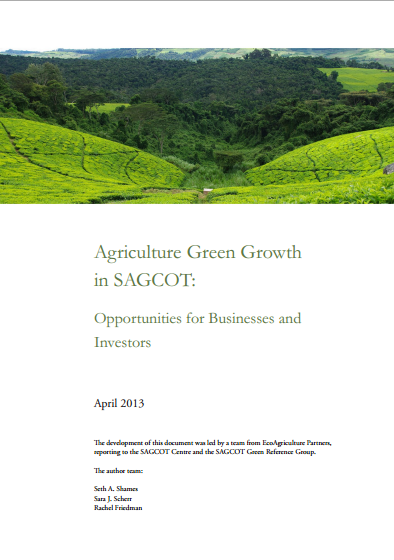 Agriculture Green Growth
in SAGCOT:
Opportunities for Businesses and
Investors
April 2013
The development of this document was led by a team from EcoAgriculture Partners,
reporting to the SAGCOT Centre and the SAGCOT Green Reference Group.
The author team:
Seth A. Shames
Sara J. Scherr
Rachel Friedman